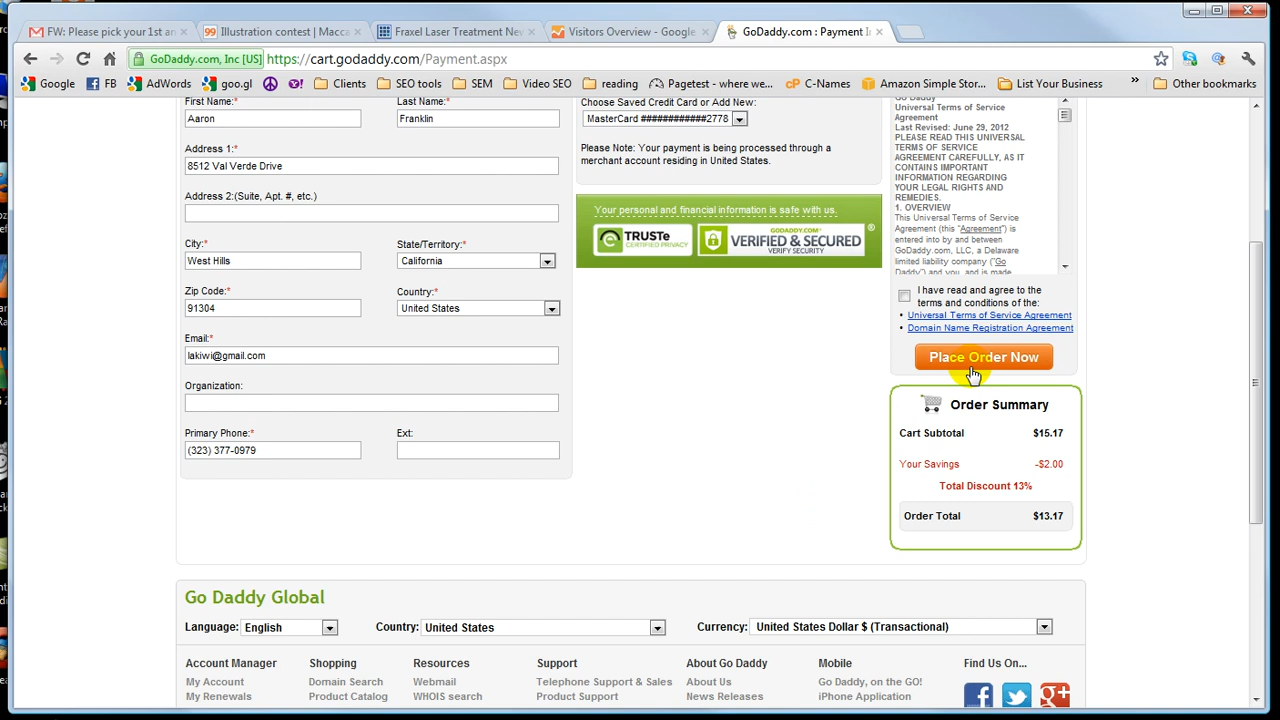 FW: Please pick your 1st an
Illustration contest | Macca
Fraxel Laser Treatment Nev
Visitors Overview - Google
GoDaddy.com : Payment I
GoDaddy.com, Inc [US]
https://cart.godaddy.com/Payment.aspx
Google
FB
AdWords
goo.gl
Clients
SEO tools
SEM
Video SEO
reading
Pagetest - where we...
C-Names
Amazon Simple Stor...
List Your Business
»
Other bookmarks
First Name:*
Last Name:*
Aaron
Franklin
Address 1:*
8512 Val Verde Drive
Address 2:(Suite, Apt. #, etc.)
City:*
State/Territory:*
West Hills
California
Zip Code:*
Country:*
91304
United States
Email:*
lakiwi@gmail.com
Organization:
Primary Phone:*
Ext:
(323) 377-0979
Choose Saved Credit Card or Add New:
MasterCard ############2778
Please Note: Your payment is being processed through a
merchant account residing in United States.
Your personal and financial information is safe with us.
TRUSTe
CERTIFIED PRIVACY
GODADDY.COM
VERIFIED & SECURED
VERIFY SECURITY
®
Go Daddy
Universal Terms of Service
Agreement
Last Revised: June 29, 2012
PLEASE READ THIS UNIVERSAL
TERMS OF SERVICE
AGREEMENT CAREFULLY, AS IT
CONTAINS IMPORTANT
INFORMATION REGARDING
YOUR LEGAL RIGHTS AND
REMEDIES.
1. OVERVIEW
This Universal Terms of Service
Agreement (this "Agreement") is
entered into by and between
GoDaddy.com, LLC, a Delaware
limited liability company ("Go
Daddy") and you, and is made
I have read and agree to the
terms and conditions of the:
• Universal Terms of Service Agreement
• Domain Name Registration Agreement
Place Order Now
Order Summary
Cart Subtotal $15.17
Your Savings -$2.00
Total Discount 13%
Order Total $13.17
Go Daddy Global
Language: English
Country: United States
Currency: United States Dollar $ (Transactional)
Account Manager
Shopping
Resources
Support
About Go Daddy
Mobile
Find Us On...
My Account
Domain Search
Webmail
Telephone Support & Sales
About Us
Go Daddy, on the GO!
My Renewals
Product Catalog
WHOIS search
Product Support
News Releases
iPhone Application